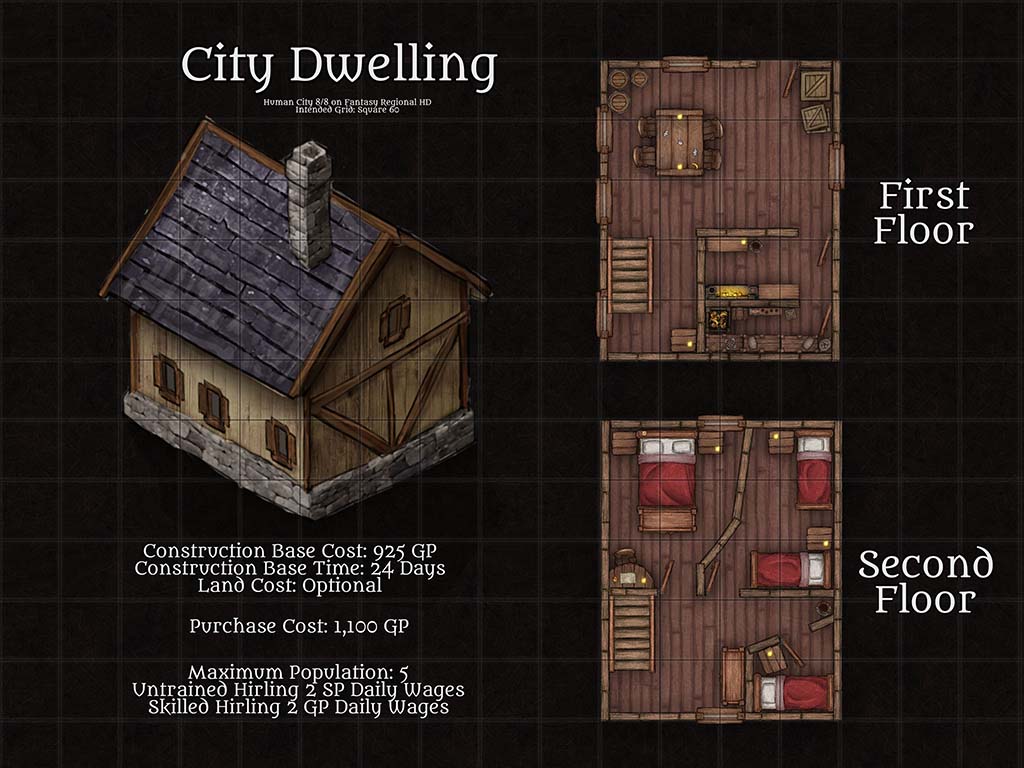 City Dwelling
Human City 8/8 on Fantasy Regional HD
Intended Grid: Square 60
First
Floor
Construction Base Cost: 925 GP
Construction Base Time: 24 Days
Land Cost: Optional
Purchase Cost: 1,100 GP
Maximum Population: 5
Untrained Hirling 2 SP Daily Wages
Skilled Hirling 2 GP Daily Wages
Second
Floor